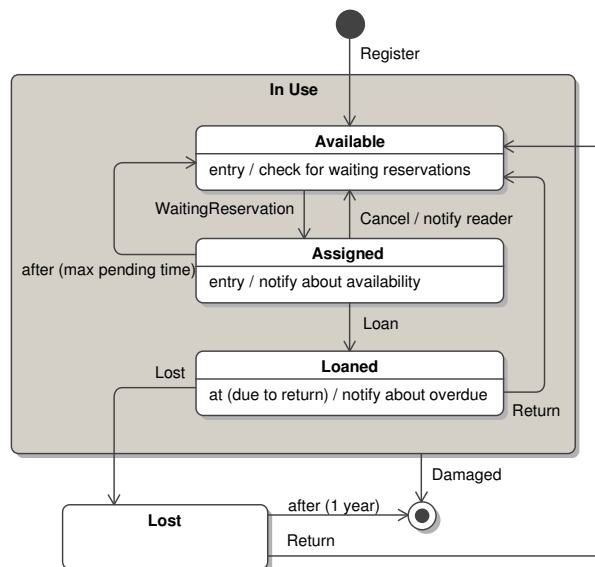 Register
In Use
Available
entry / check for waiting reservations
WaitingReservation
Cancel / notify reader
Assigned
after (max pending time)
entry / notify about availability
Loan
Lost
Loaned
at (due to return) / notify about overdue
Return
Damaged
after (1 year)
Lost
Return